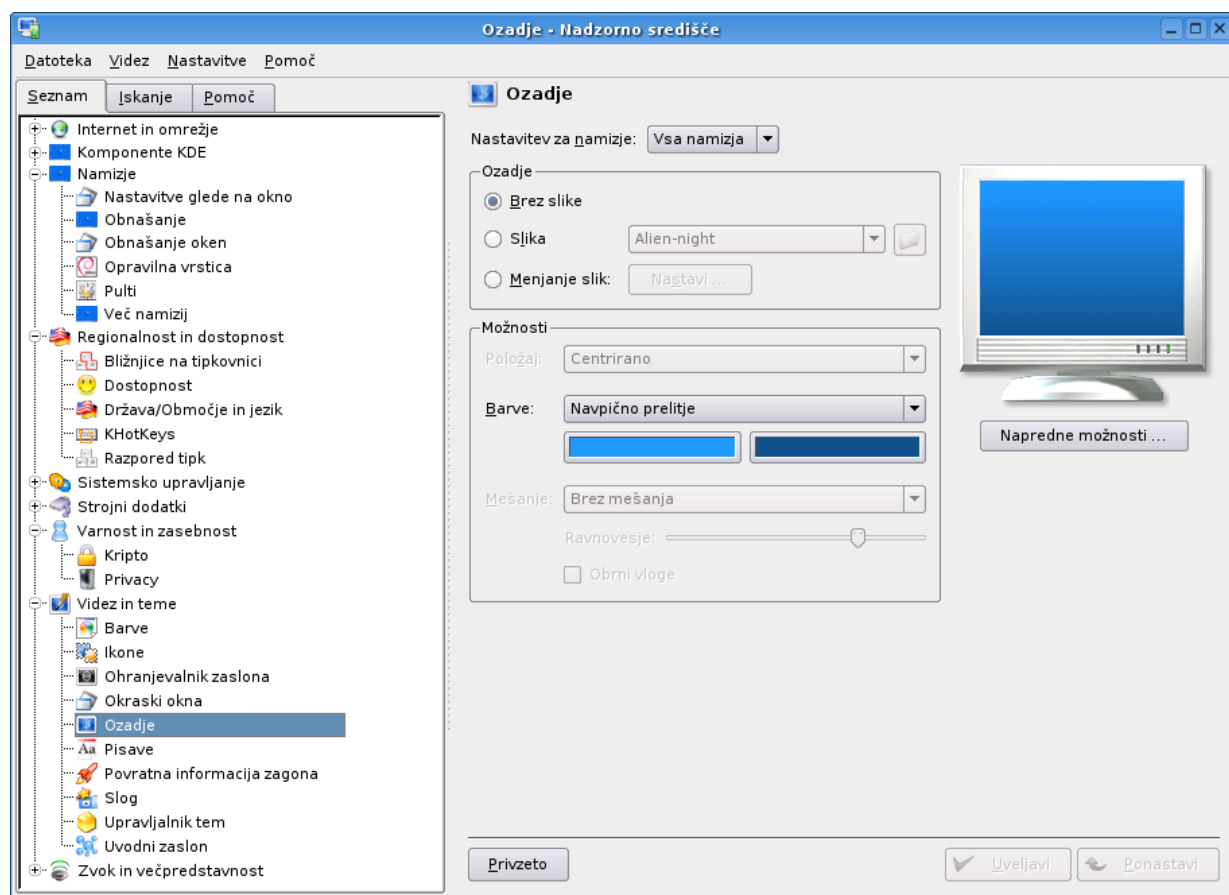 Ozadje - Nadzorno središče
Datoteka Videz Nastavitve Pomoč
Seznam Iskanje Pomoč
Internet in omrežje
Komponente KDE
Namizje
Nastavitve glede na okno
Obnašanje
Obnašanje oken
Opravilna vrstica
Pulti
Več namizij
Regionalnost in dostopnost
Bližnjice na tipkovnici
Dostopnost
Država/Območje in jezik
KHotKeys
Razpored tipk
Sistemsko upravljanje
Strojni dodatki
Varnost in zasebnost
Kripto
Privacy
Videz in teme
Barve
Ikone
Ohranjevalnik zaslona
Okraski okna
Ozadje
Pisave
Povratna informacija zagona
Slog
Upravljalnik tem
Uvodni zaslon
Zvok in večpredstavnost
Ozadje
Nastavitev za namizje: Vsa namizja
Ozadje
Brez slike
Slika Alien-night
Menjanje slik: Nastavi ...
Možnosti
Položaj: Centrirano
Barve: Navpično prelitje
Mešanje: Brez mešanja
Ravnovesje:
Obrni vloge
Napredne možnosti ...
Privzeto Uveljavi Ponastavi